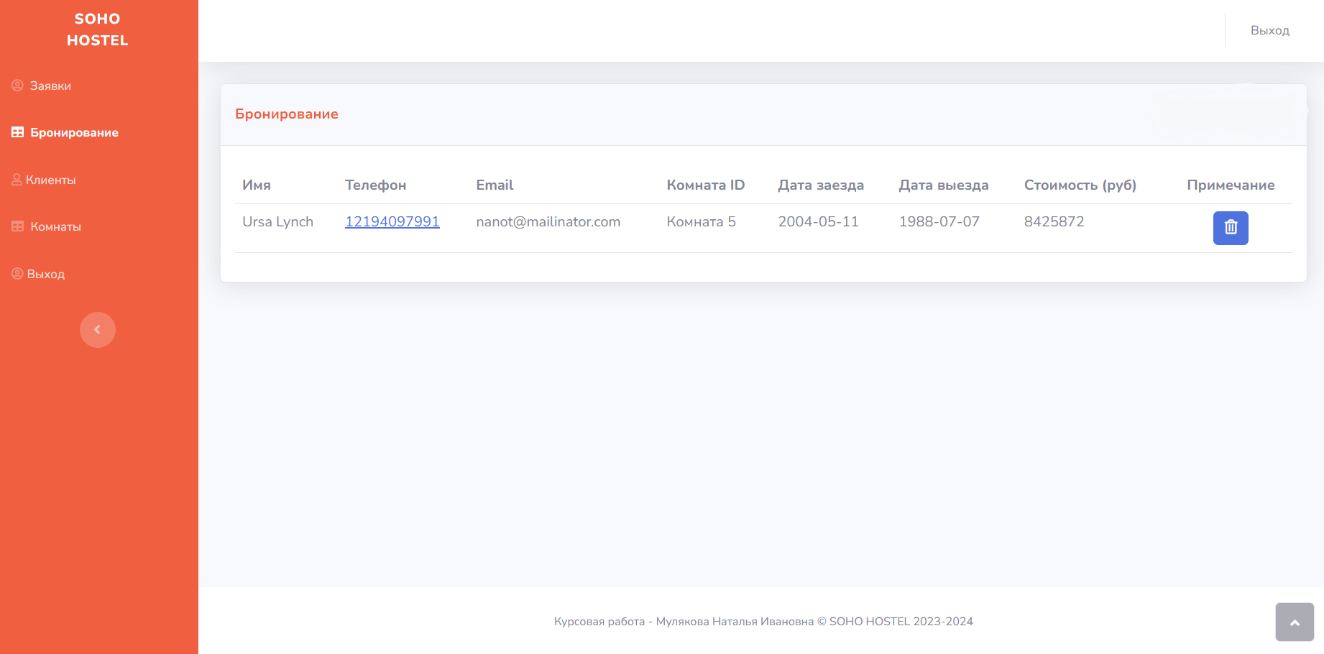 SOHO
HOSTEL
Выход
Заявки
Бронирование
Клиенты
Комнаты
Выход
Бронирование
Имя Телефон Email Комната ID Дата заезда Дата выезда Стоимость (руб) Примечание
Ursa Lynch 12194097991 nanot@mailinator.com Комната 5 2004-05-11 1988-07-07 8425872
Курсовая работа - Мулякова Наталья Ивановна © SOHO HOSTEL 2023-2024